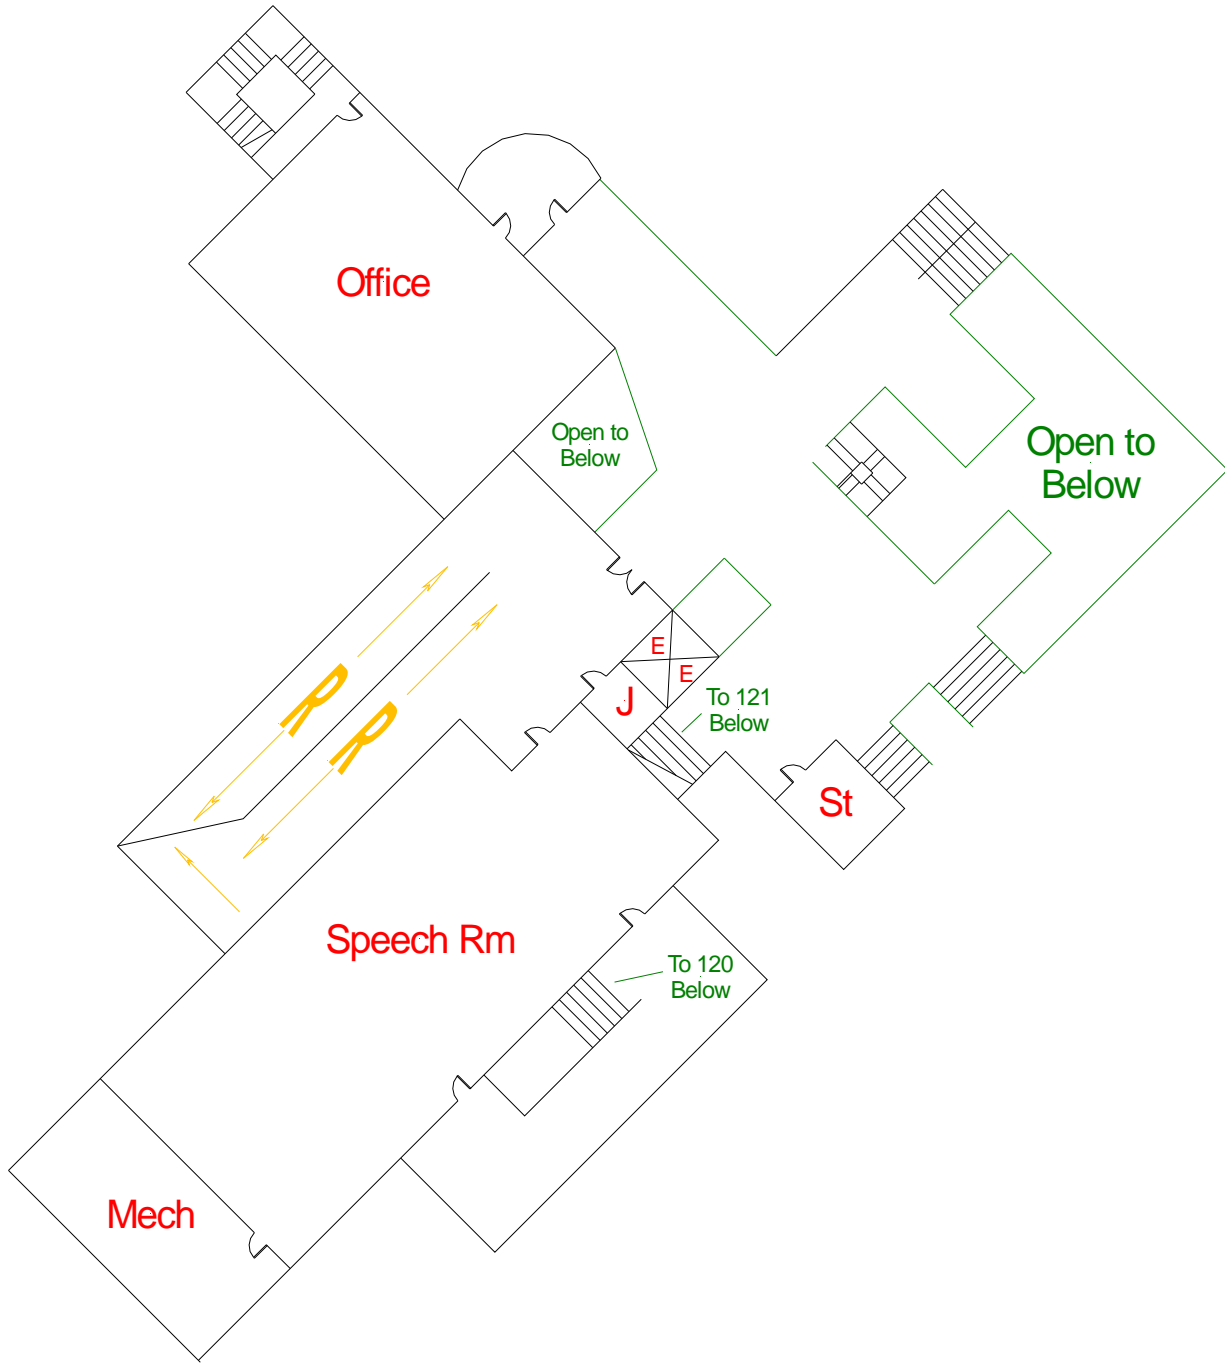 Office
Open to
Below
Open to
Below
E
E
R
J
To 121
Below
R
St
Speech Rm
To 120
Below
Mech